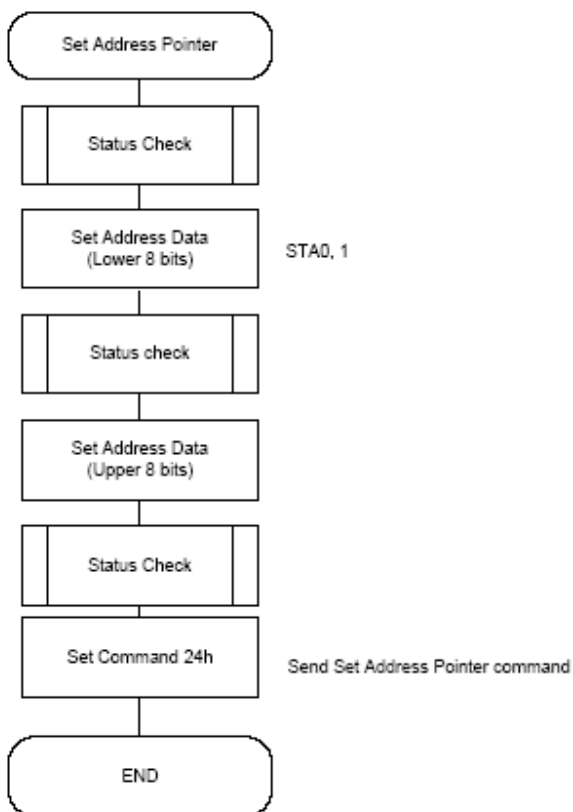 Set Address Pointer
Status Check
Set Address Data
(Lower 8 bits)
STA0, 1
Status check
Set Address Data
(Upper 8 bits)
Status Check
Set Command 24h
Send Set Address Pointer command
END